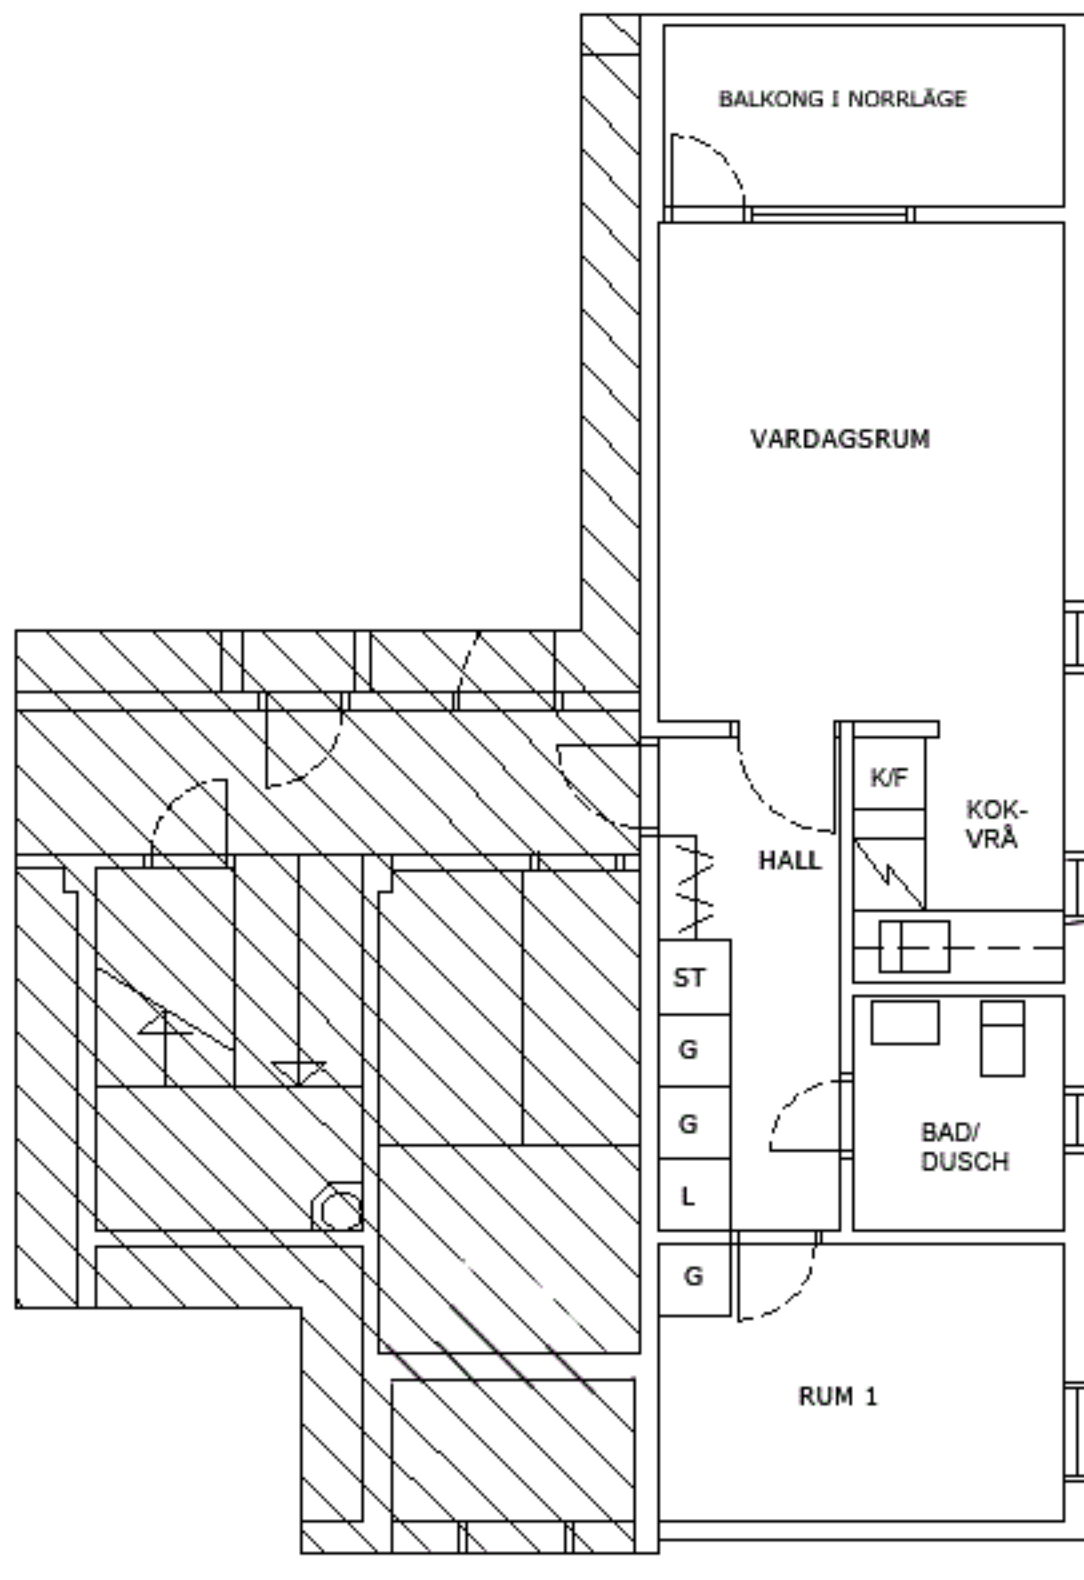 BALKONG I NORRLÄGE
VARDAGSRUM
K/F
KOK-
VRÅ
HALL
ST
G
G
L
BAD/
DUSCH
G
RUM 1